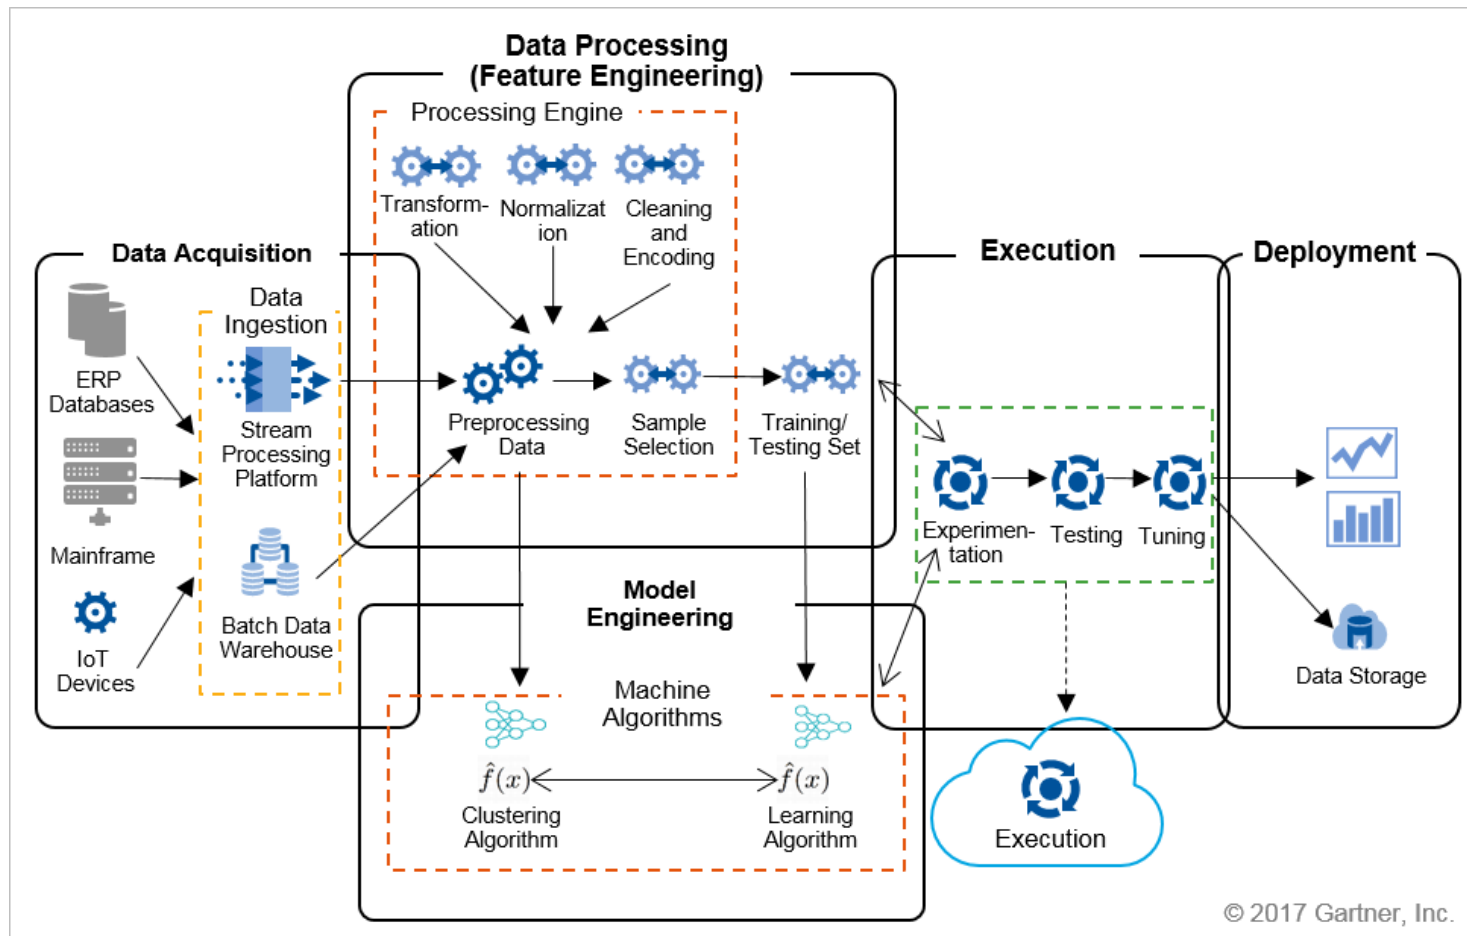 Data Processing
(Feature Engineering)
Processing Engine
Transform-
ation
Normalizat
ion
Cleaning
and
Encoding
Data Acquisition
Data
Ingestion
ERP
Databases
Stream
Processing
Platform
Mainframe
IoT
Devices
Batch Data
Warehouse
Preprocessing
Data
Sample
Selection
Training/
Testing Set
Model
Engineering
Machine
Algorithms
f̂(x)
Clustering
Algorithm
f̂(x)
Learning
Algorithm
Execution
Experimen-
tation
Testing
Tuning
Execution
Deployment
Data Storage
© 2017 Gartner, Inc.